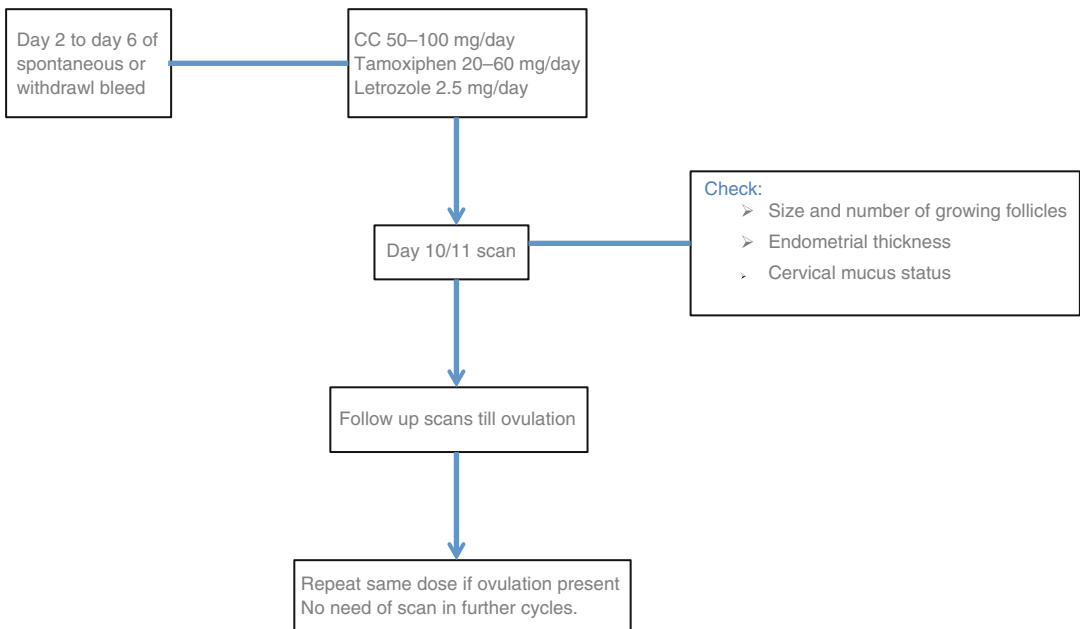 Day 2 to day 6 of
spontaneous or
withdrawl bleed
CC 50–100 mg/day
Tamoxiphen 20–60 mg/day
Letrozole 2.5 mg/day
Check:
Size and number of growing follicles
Endometrial thickness
Cervical mucus status
Day 10/11 scan
Follow up scans till ovulation
Repeat same dose if ovulation present
No need of scan in further cycles.